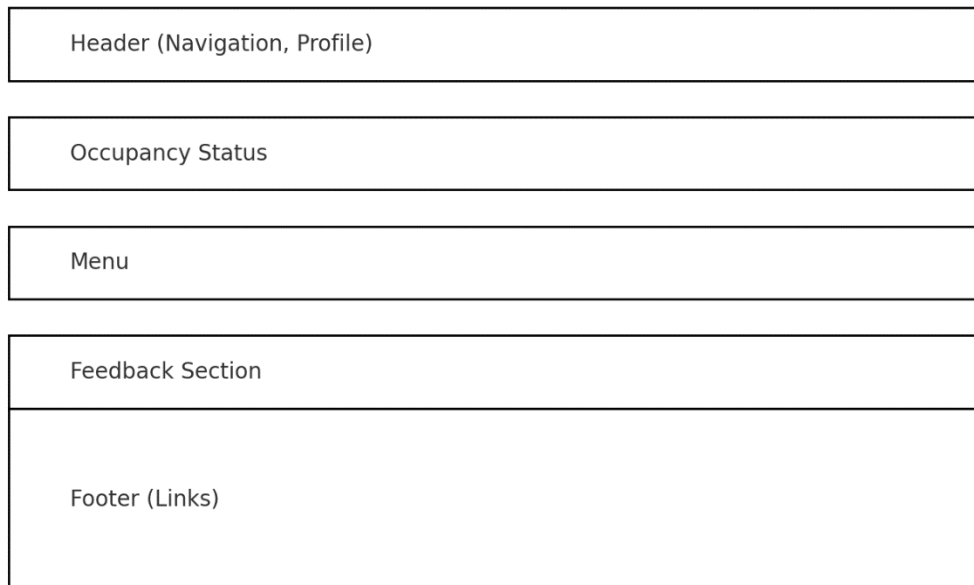 Header (Navigation, Profile)
Occupancy Status
Menu
Feedback Section
Footer (Links)